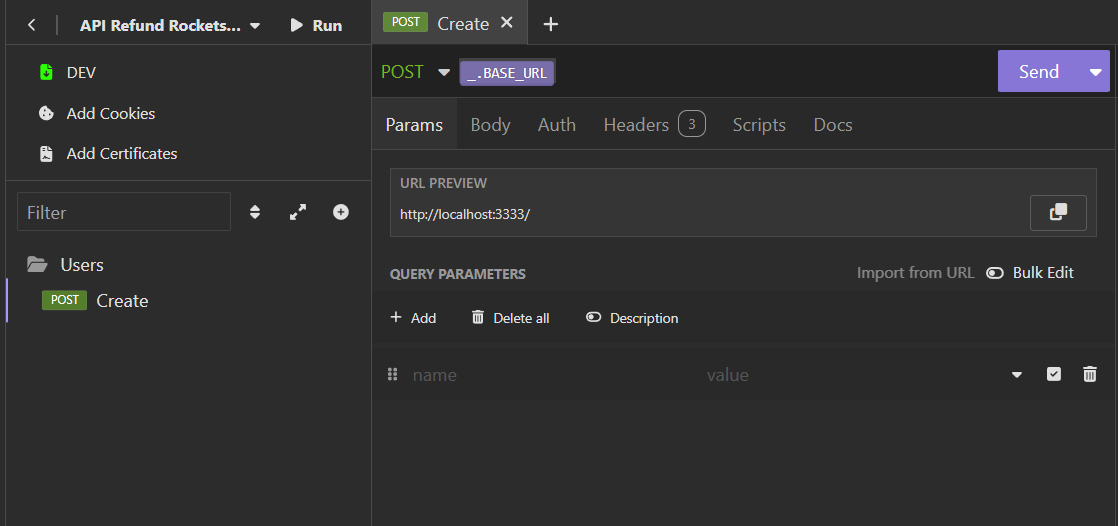 API Refund Rockets...
Run
DEV
Add Cookies
Add Certificates
Filter
Users
POST Create
POST Create
POST _.BASE_URL Send
Params Body Auth Headers 3 Scripts Docs
URL PREVIEW
http://localhost:3333/
QUERY PARAMETERS Import from URL Bulk Edit
Add Delete all Description
name value